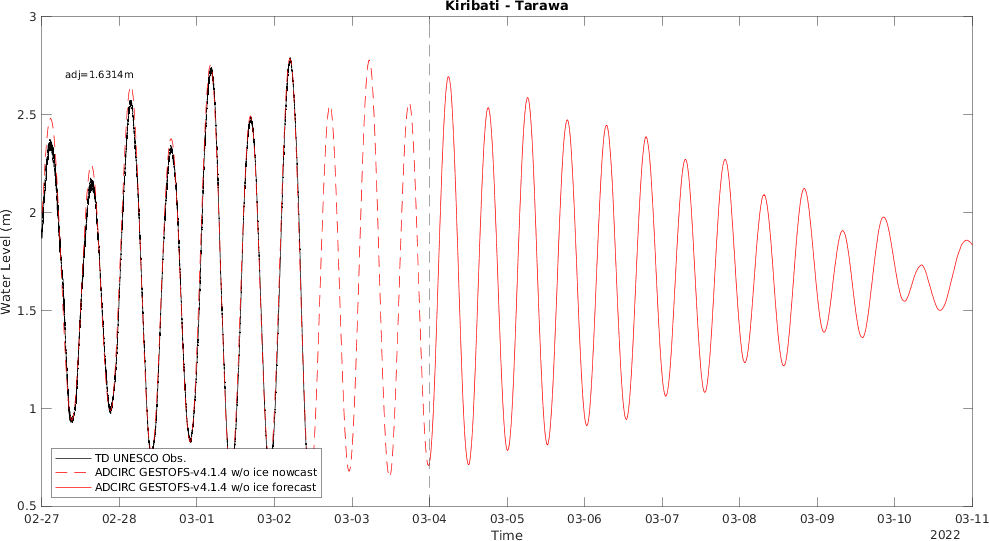 Kiribati - Tarawa
3
adj=1.6314m
2.5
2
Water Level (m)
1.5
1
TD UNESCO Obs.
ADCIRC GESTOFS-v4.1.4 w/o ice nowcast
ADCIRC GESTOFS-v4.1.4 w/o ice forecast
0.5
02-27 02-28 03-01 03-02 03-03 03-04 03-05 03-06 03-07 03-08 03-09 03-10 03-11
Time
2022